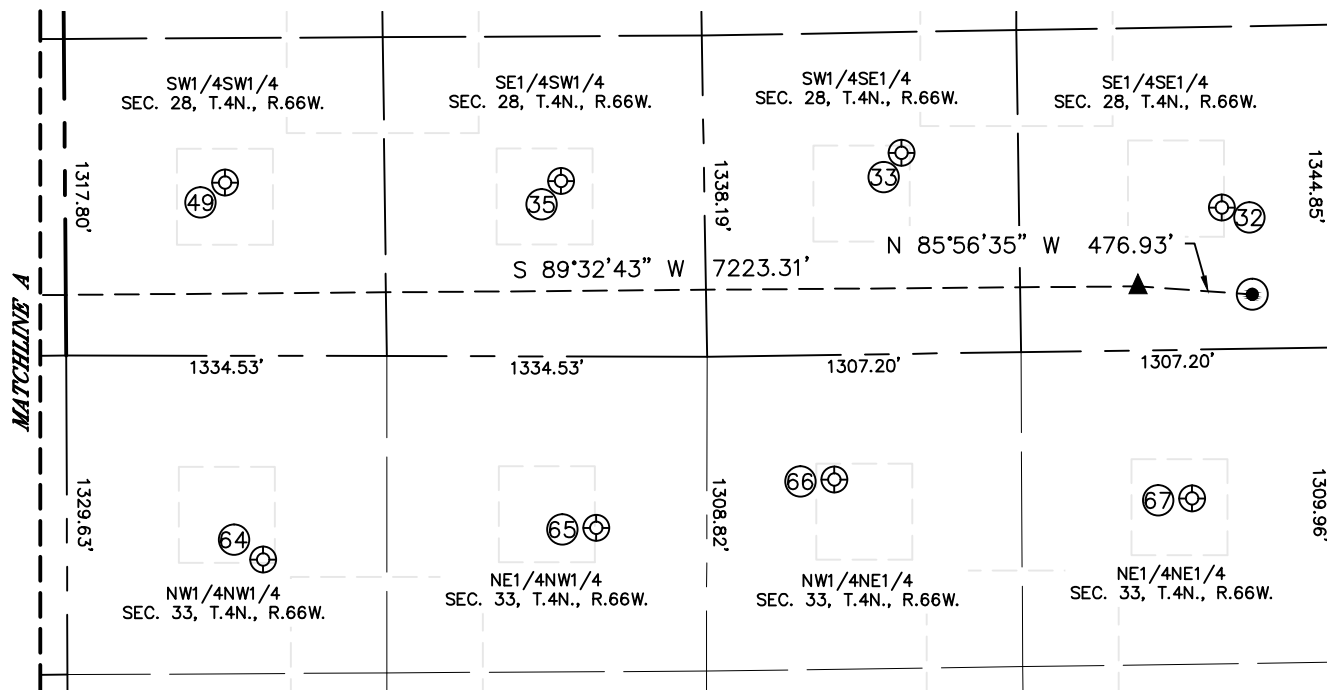 SW1/4SW1/4
SEC. 28, T.4N., R.66W.
SE1/4SW1/4
SEC. 28, T.4N., R.66W.
SW1/4SE1/4
SEC. 28, T.4N., R.66W.
SE1/4SE1/4
SEC. 28, T.4N., R.66W.
1317.80'
49
35
1338.19'
33
32
1344.85'
N 85°56'35" W 476.93'
S 89°32'43" W 7223.31'
MATCHLINE A
1334.53'
1334.53'
1307.20'
1307.20'
1329.63'
64
65
1308.82'
66
67
1309.96'
NW1/4NW1/4
SEC. 33, T.4N., R.66W.
NE1/4NW1/4
SEC. 33, T.4N., R.66W.
NW1/4NE1/4
SEC. 33, T.4N., R.66W.
NE1/4NE1/4
SEC. 33, T.4N., R.66W.